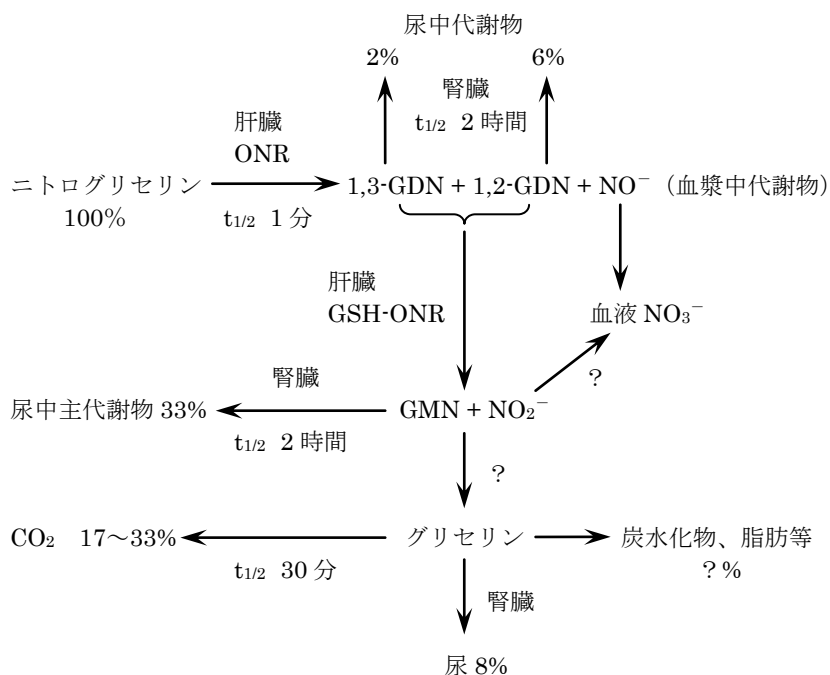 尿中代謝物
2%
6%
腎臓
t1/2 2 時間
肝臓
ONR
ニトログリセリン
100%
t1/2 1 分
1,3-GDN + 1,2-GDN + NO⁻ (血漿中代謝物)
肝臓
GSH-ONR
血液 NO₃⁻
?
腎臓
尿中主代謝物 33%
t1/2 2 時間
GMN + NO₂⁻
?
CO₂ 17～33%
t1/2 30 分
グリセリン
炭水化物、脂肪等
?%
腎臓
尿 8%